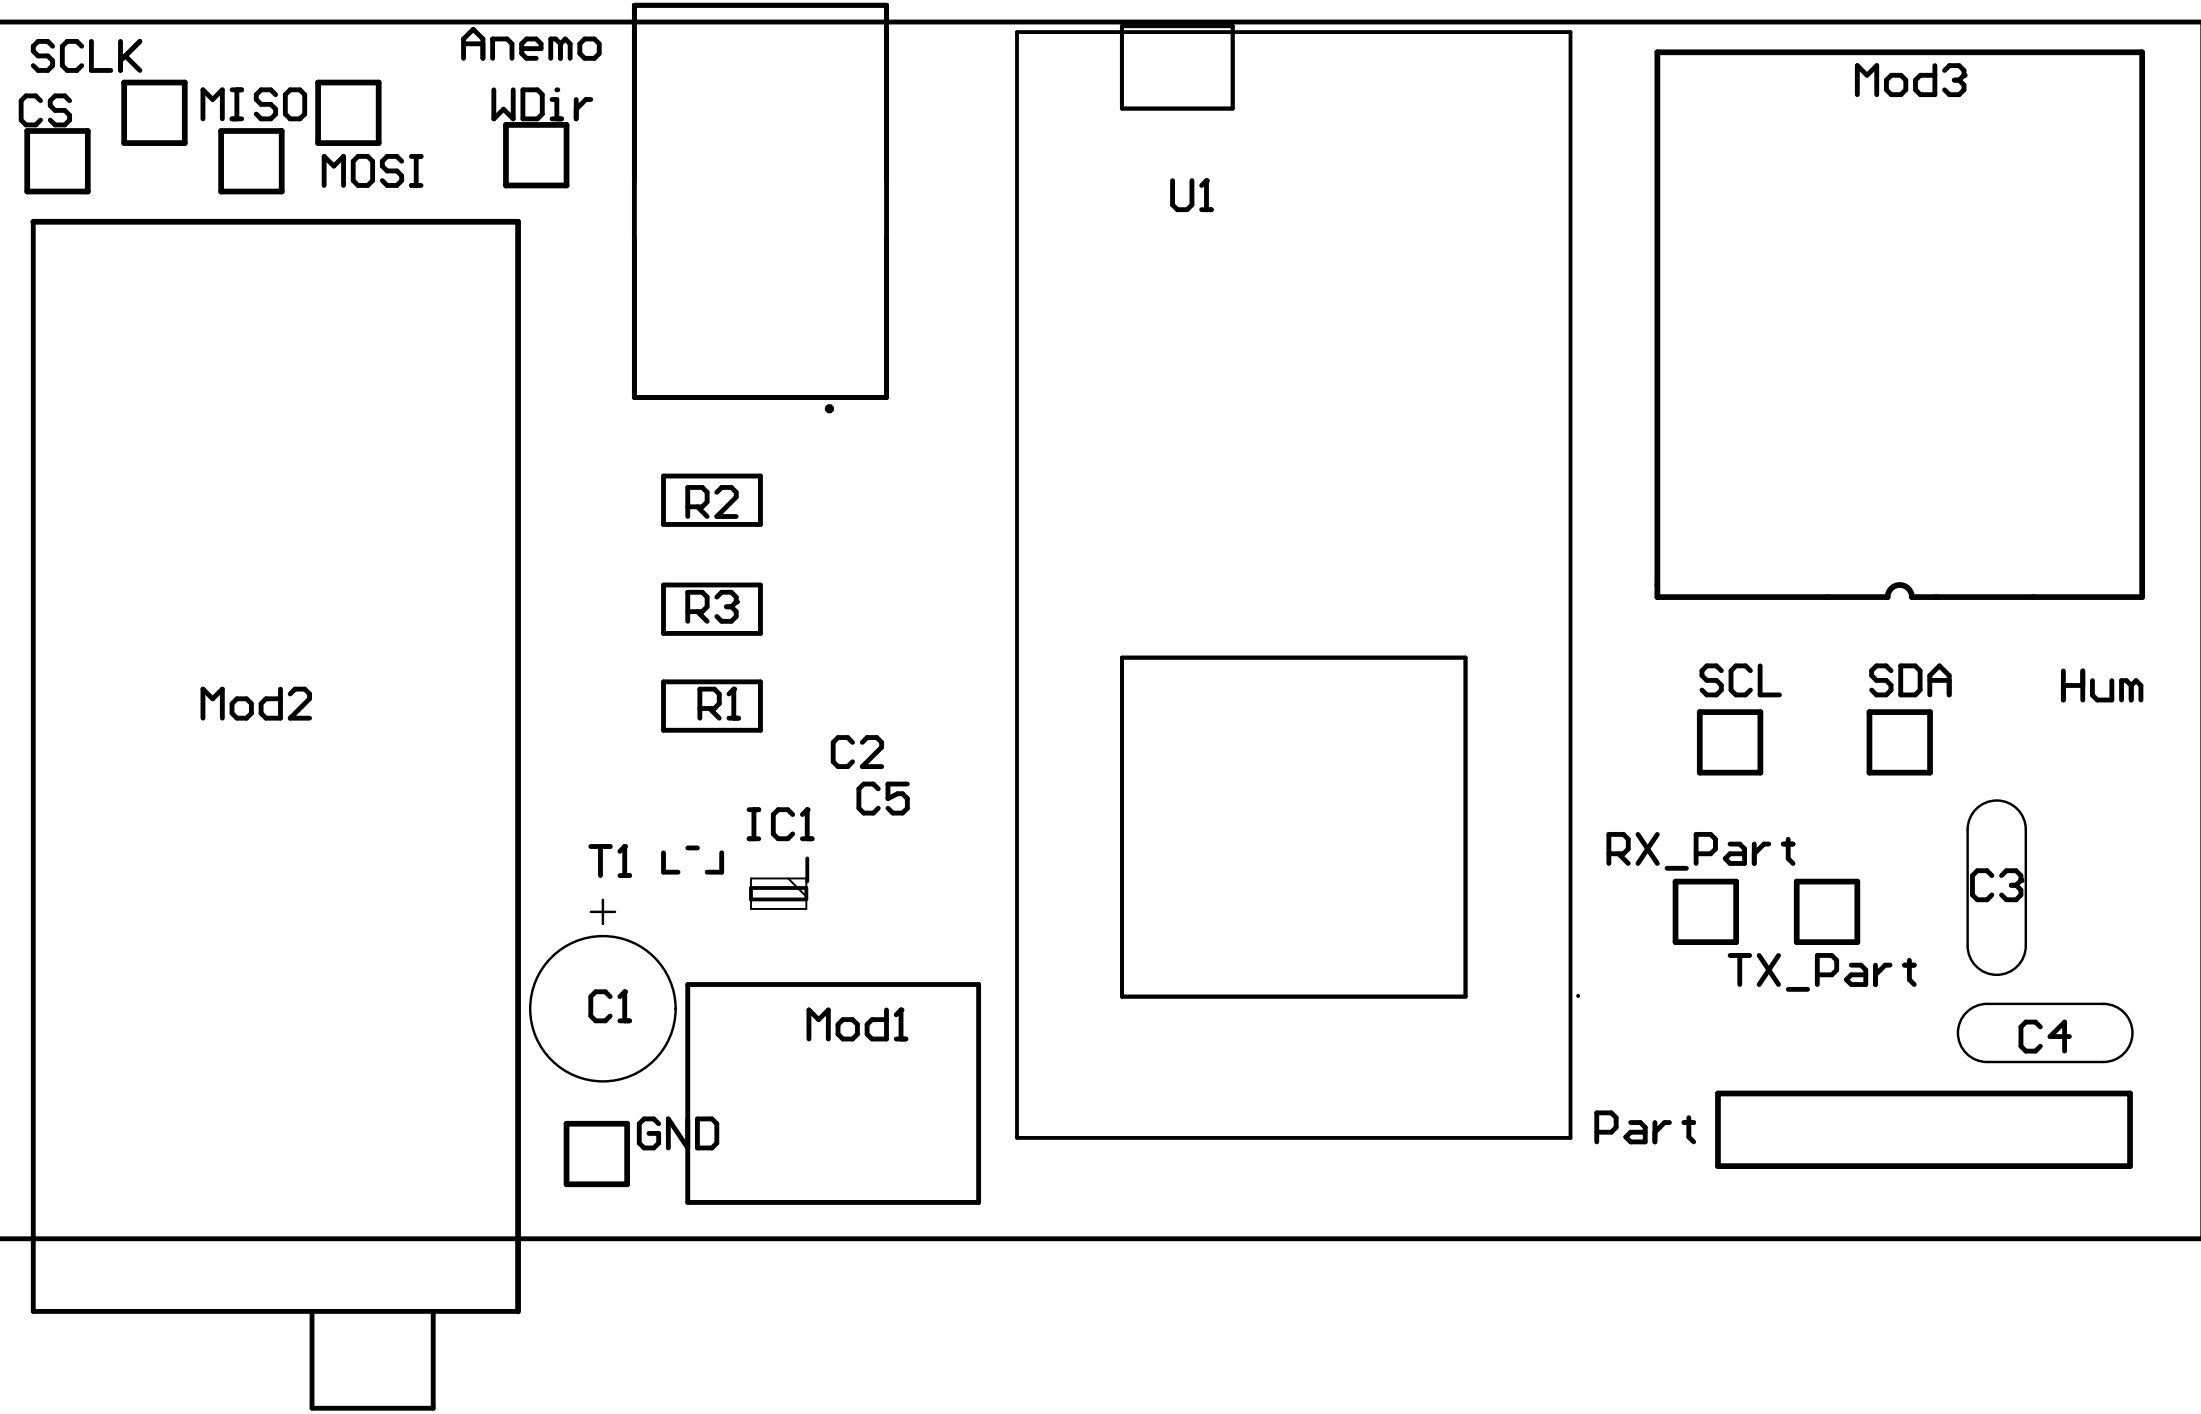 SCLK
CS
MISO
MOSI
Anemo
WDir
U1
Mod3
R2
R3
R1
Mod2
SCL
SDA
Hum
C2
C5
IC1
T1
+
RX_Part
C3
TX_Part
C1
Mod1
C4
GND
Part